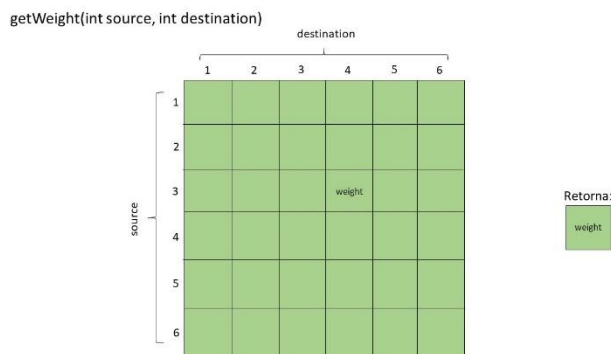 getWeight(int source, int destination)
destination
1 2 3 4 5 6
1
2
3 weight
4
5
6
source
Retorna:
weight